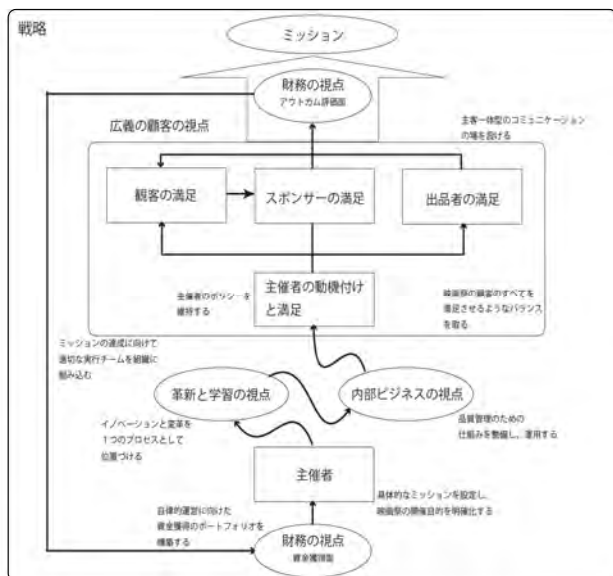 戦略
ミッション
財務の視点
アウトカム評価面
広義の顧客の視点
主客一体型のコミュニケーション
の場を設ける
観客の満足
スポンサーの満足
出品者の満足
主催者の動機付け
と満足
主催者のポリシーを
維持する
映画祭の顧客のすべてを
満足させるようなバランス
を取る
ミッションの達成に向けて
適切な実行チームを組織に
組み込む
革新と学習の視点
内部ビジネスの視点
イノベーションと変革を
1つのプロセスとして
位置づける
品質管理のための
仕組みを整備し、運用する
主催者
自律的運営に向けた
資金獲得のポートフォリオを
構築する
具体的なミッションを設定し、
映画祭の開催目的を明確化する
財務の視点
資金獲得面